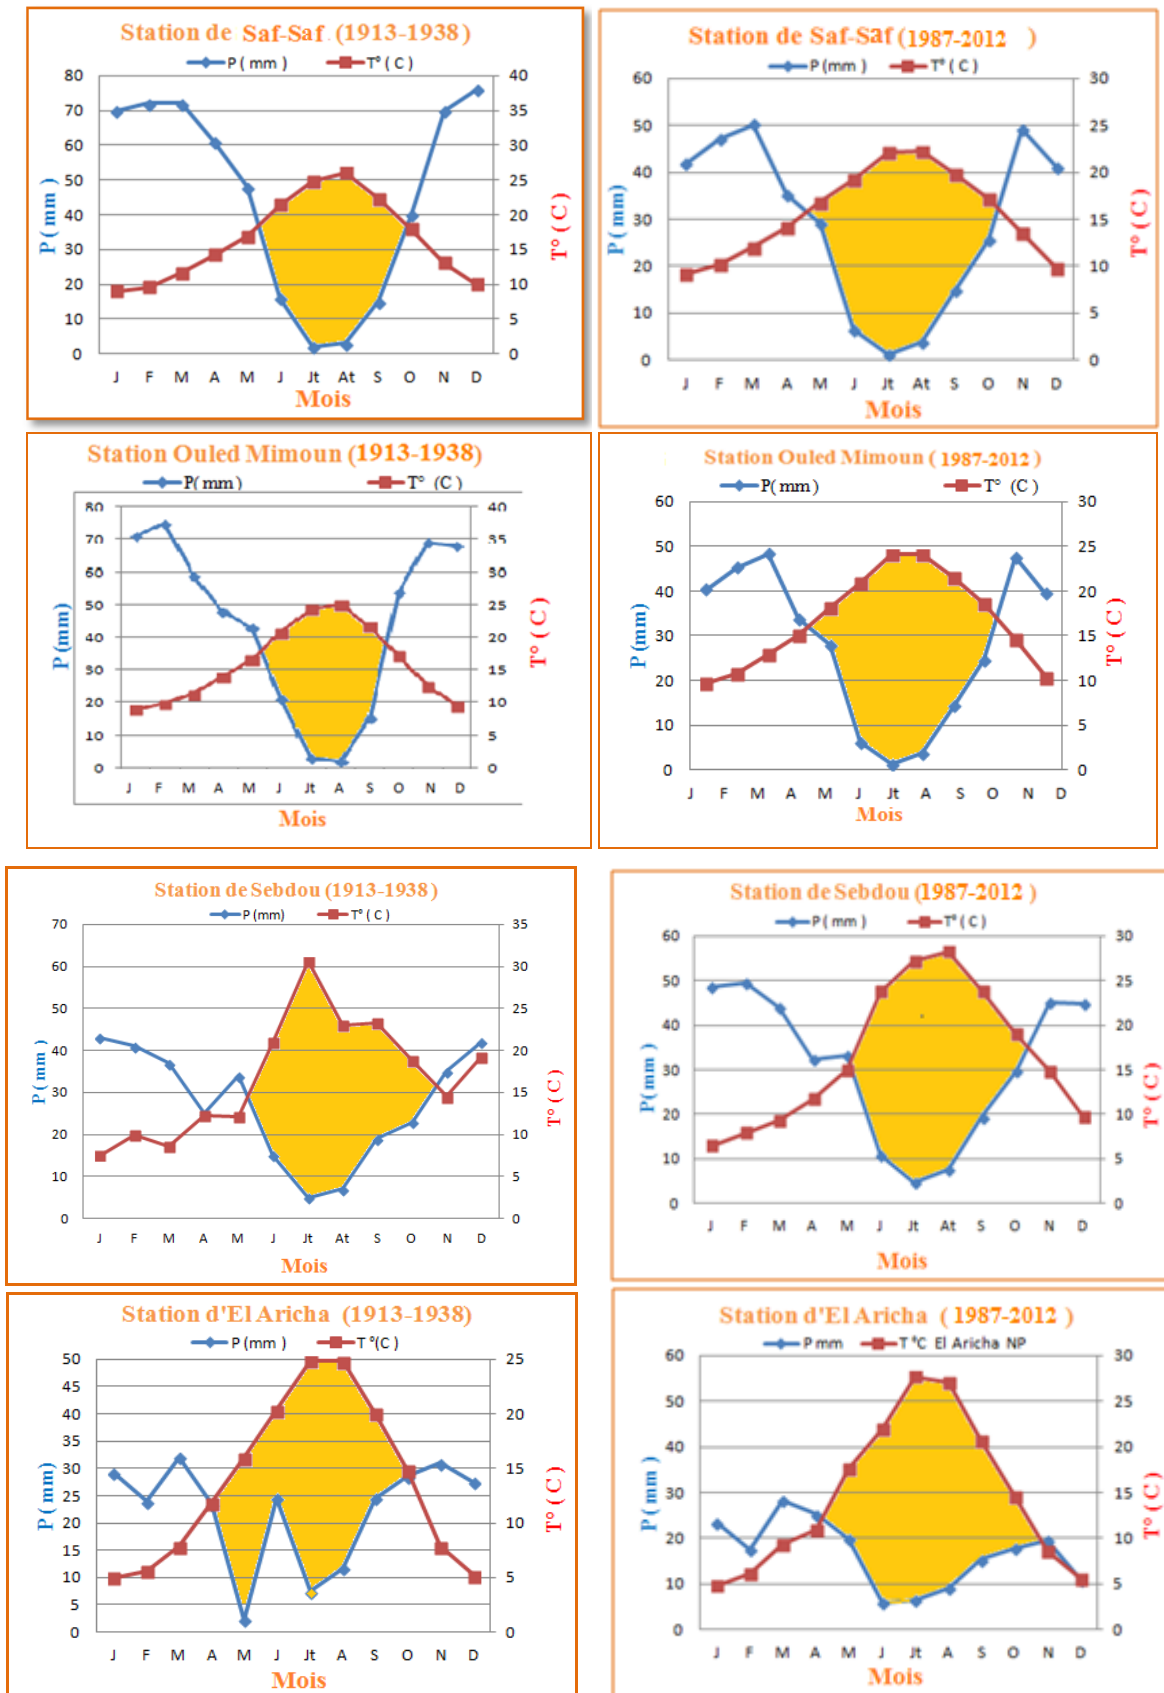 Station de Saf-Saf (1913-1938)
P ( mm ) T° ( C )
80 70 60 50 40 30 20 10 0
40 35 30 25 20 15 10 5 0
P ( mm )
T° ( C )
J F M A M J Jt At S O N D
Mois
Station de Saf-Saf (1987-2012 )
P (mm) T° ( C )
60 50 40 30 20 10 0
30 25 20 15 10 5 0
P ( mm)
T° ( C )
J F M A M J Jt At S O N D
Mois
Station Ouled Mimoun (1913-1938)
P( mm) T° (C )
80 70 60 50 40 30 20 10 0
40 35 30 25 20 15 10 5 0
P (mm)
T° ( C )
J F M A M J Jt A S O N D
Mois
Station Ouled Mimoun ( 1987-2012)
P(mm) T° (C )
60 50 40 30 20 10 0
30 25 20 15 10 5 0
P ( mm)
T° ( C )
J F M A M J Jt A S O N D
Mois
Station de Sebdou (1913-1938)
P (mm) T° ( C )
70 60 50 40 30 20 10 0
35 30 25 20 15 10 5 0
P ( mm )
T° ( C )
J F M A M J Jt At S O N D
Mois
Station de Sebdou (1987-2012 )
P ( mm ) T° ( C )
60 50 40 30 20 10 0
30 25 20 15 10 5 0
P( mm )
T° ( C )
J F M A M J Jt At S O N D
Mois
Station d'El Aricha (1913-1938)
P (mm ) T °(C )
50 45 40 35 30 25 20 15 10 5 0
25 20 15 10 5 0
P ( mm )
T° ( C )
J F M A M J Jt At S O N D
Mois
Station d'El Aricha ( 1987-2012 )
P mm T °C El Aricha NP
60 50 40 30 20 10 0
30 25 20 15 10 5 0
P ( mm )
T° ( C )
J F M A M J Jt At S O N D
Mois